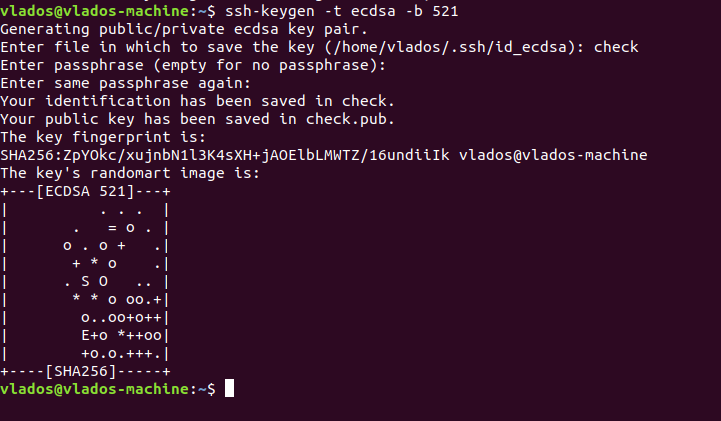 vlados@vlados-machine:~$ ssh-keygen -t ecdsa -b 521
Generating public/private ecdsa key pair.
Enter file in which to save the key (/home/vlados/.ssh/id_ecdsa): check
Enter passphrase (empty for no passphrase):
Enter same passphrase again:
Your identification has been saved in check.
Your public key has been saved in check.pub.
The key fingerprint is:
SHA256:ZpYOkc/xujnbN1l3K4sXH+jAOElbLMWTZ/16undiiIk vlados@vlados-machine
The key's randomart image is:
+---[ECDSA 521]---+
|          . . .  |
|       .   = o . |
|      o . o +   .|
|       + * o    .|
|      . S O   .. |
|       * * o oo.+|
|        o..oo+o++|
|        E+o *++oo|
|        +o.o.+++.|
+----[SHA256]-----+
vlados@vlados-machine:~$